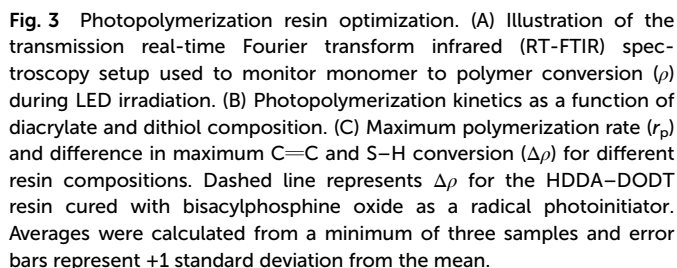 Fig. 3 Photopolymerization resin optimization. (A) Illustration of the
transmission real-time Fourier transform infrared (RT-FTIR) spec-
troscopy setup used to monitor monomer to polymer conversion (ρ)
during LED irradiation. (B) Photopolymerization kinetics as a function of
diacrylate and dithiol composition. (C) Maximum polymerization rate (rp)
and difference in maximum C=C and S–H conversion (Δρ) for different
resin compositions. Dashed line represents Δρ for the HDDA–DODT
resin cured with bisacylphosphine oxide as a radical photoinitiator.
Averages were calculated from a minimum of three samples and error
bars represent +1 standard deviation from the mean.